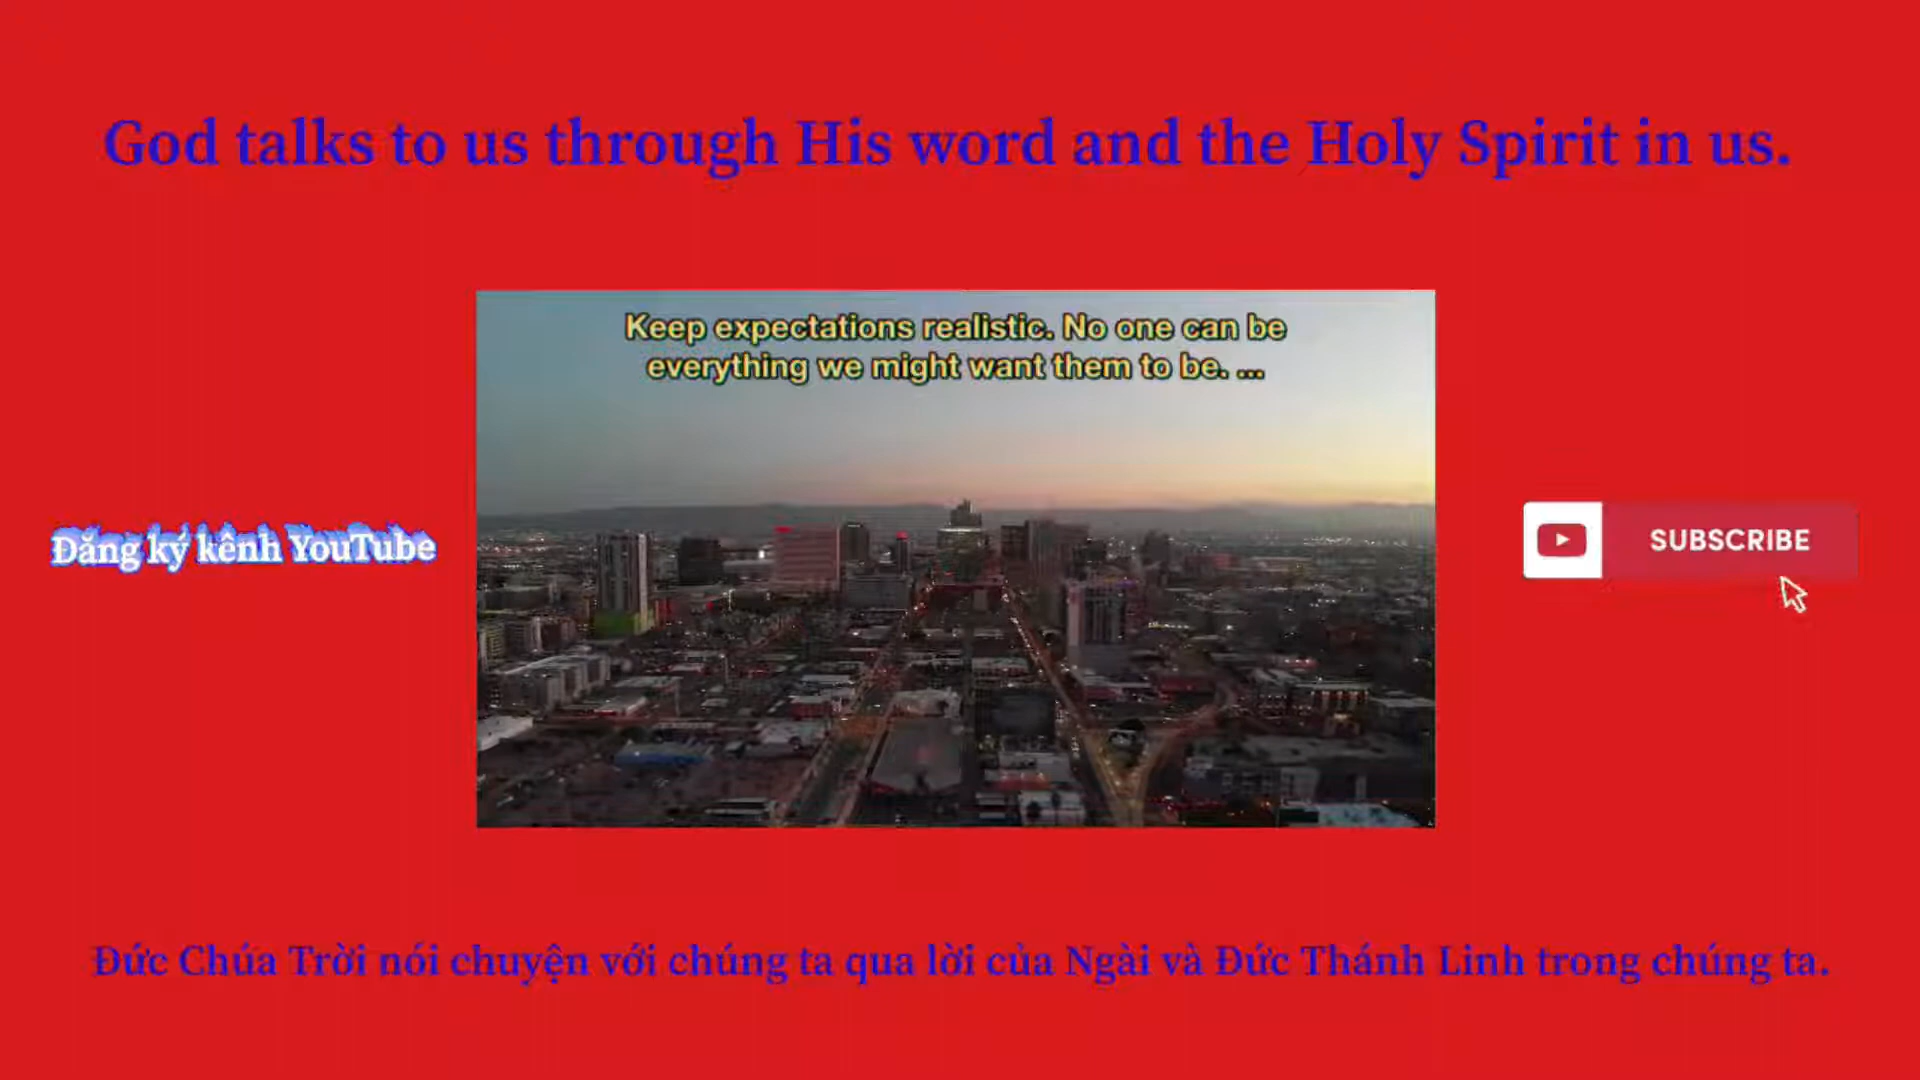 God talks to us through His word and the Holy Spirit in us.
Keep expectations realistic. No one can be
everything we might want them to be. ...
Đăng ký kênh YouTube
SUBSCRIBE
Đức Chúa Trời nói chuyện với chúng ta qua lời của Ngài và Đức Thánh Linh trong chúng ta.